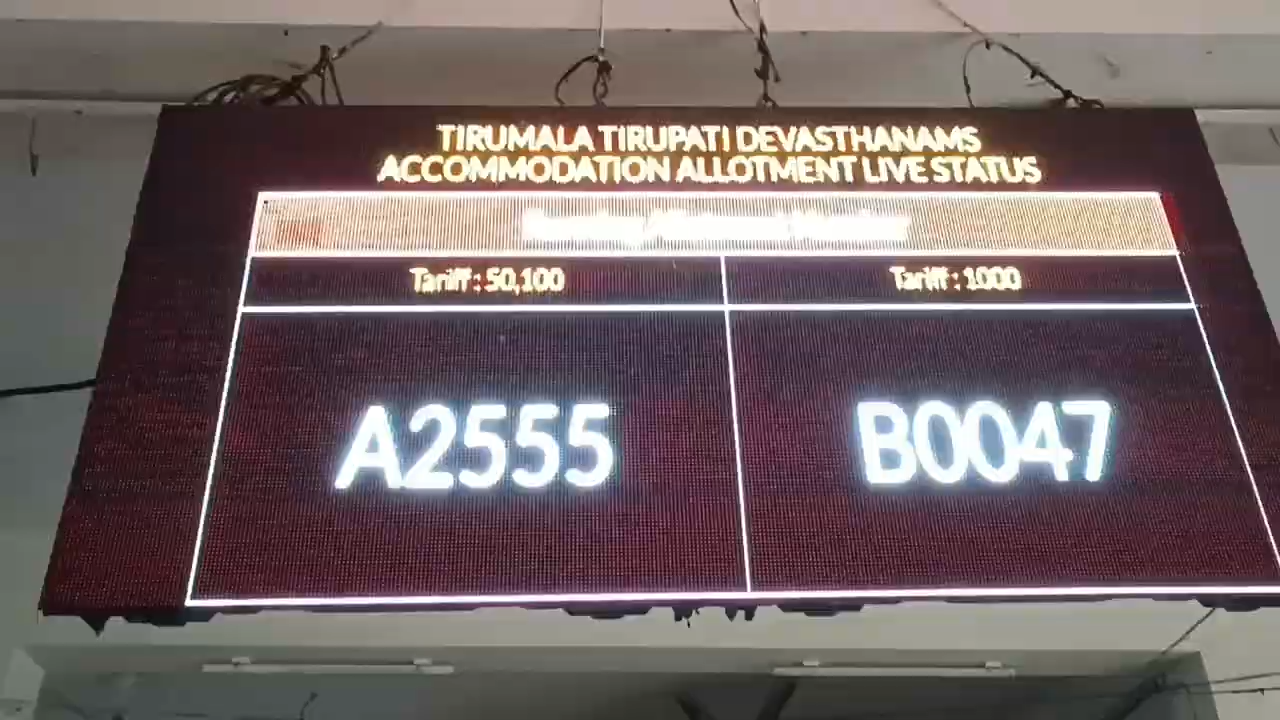 TIRUMALA TIRUPATI DEVASTHANAMS
ACCOMMODATION ALLOTMENT LIVE STATUS
Tariff : 50,100
Tariff : 1000
A2555
B0047